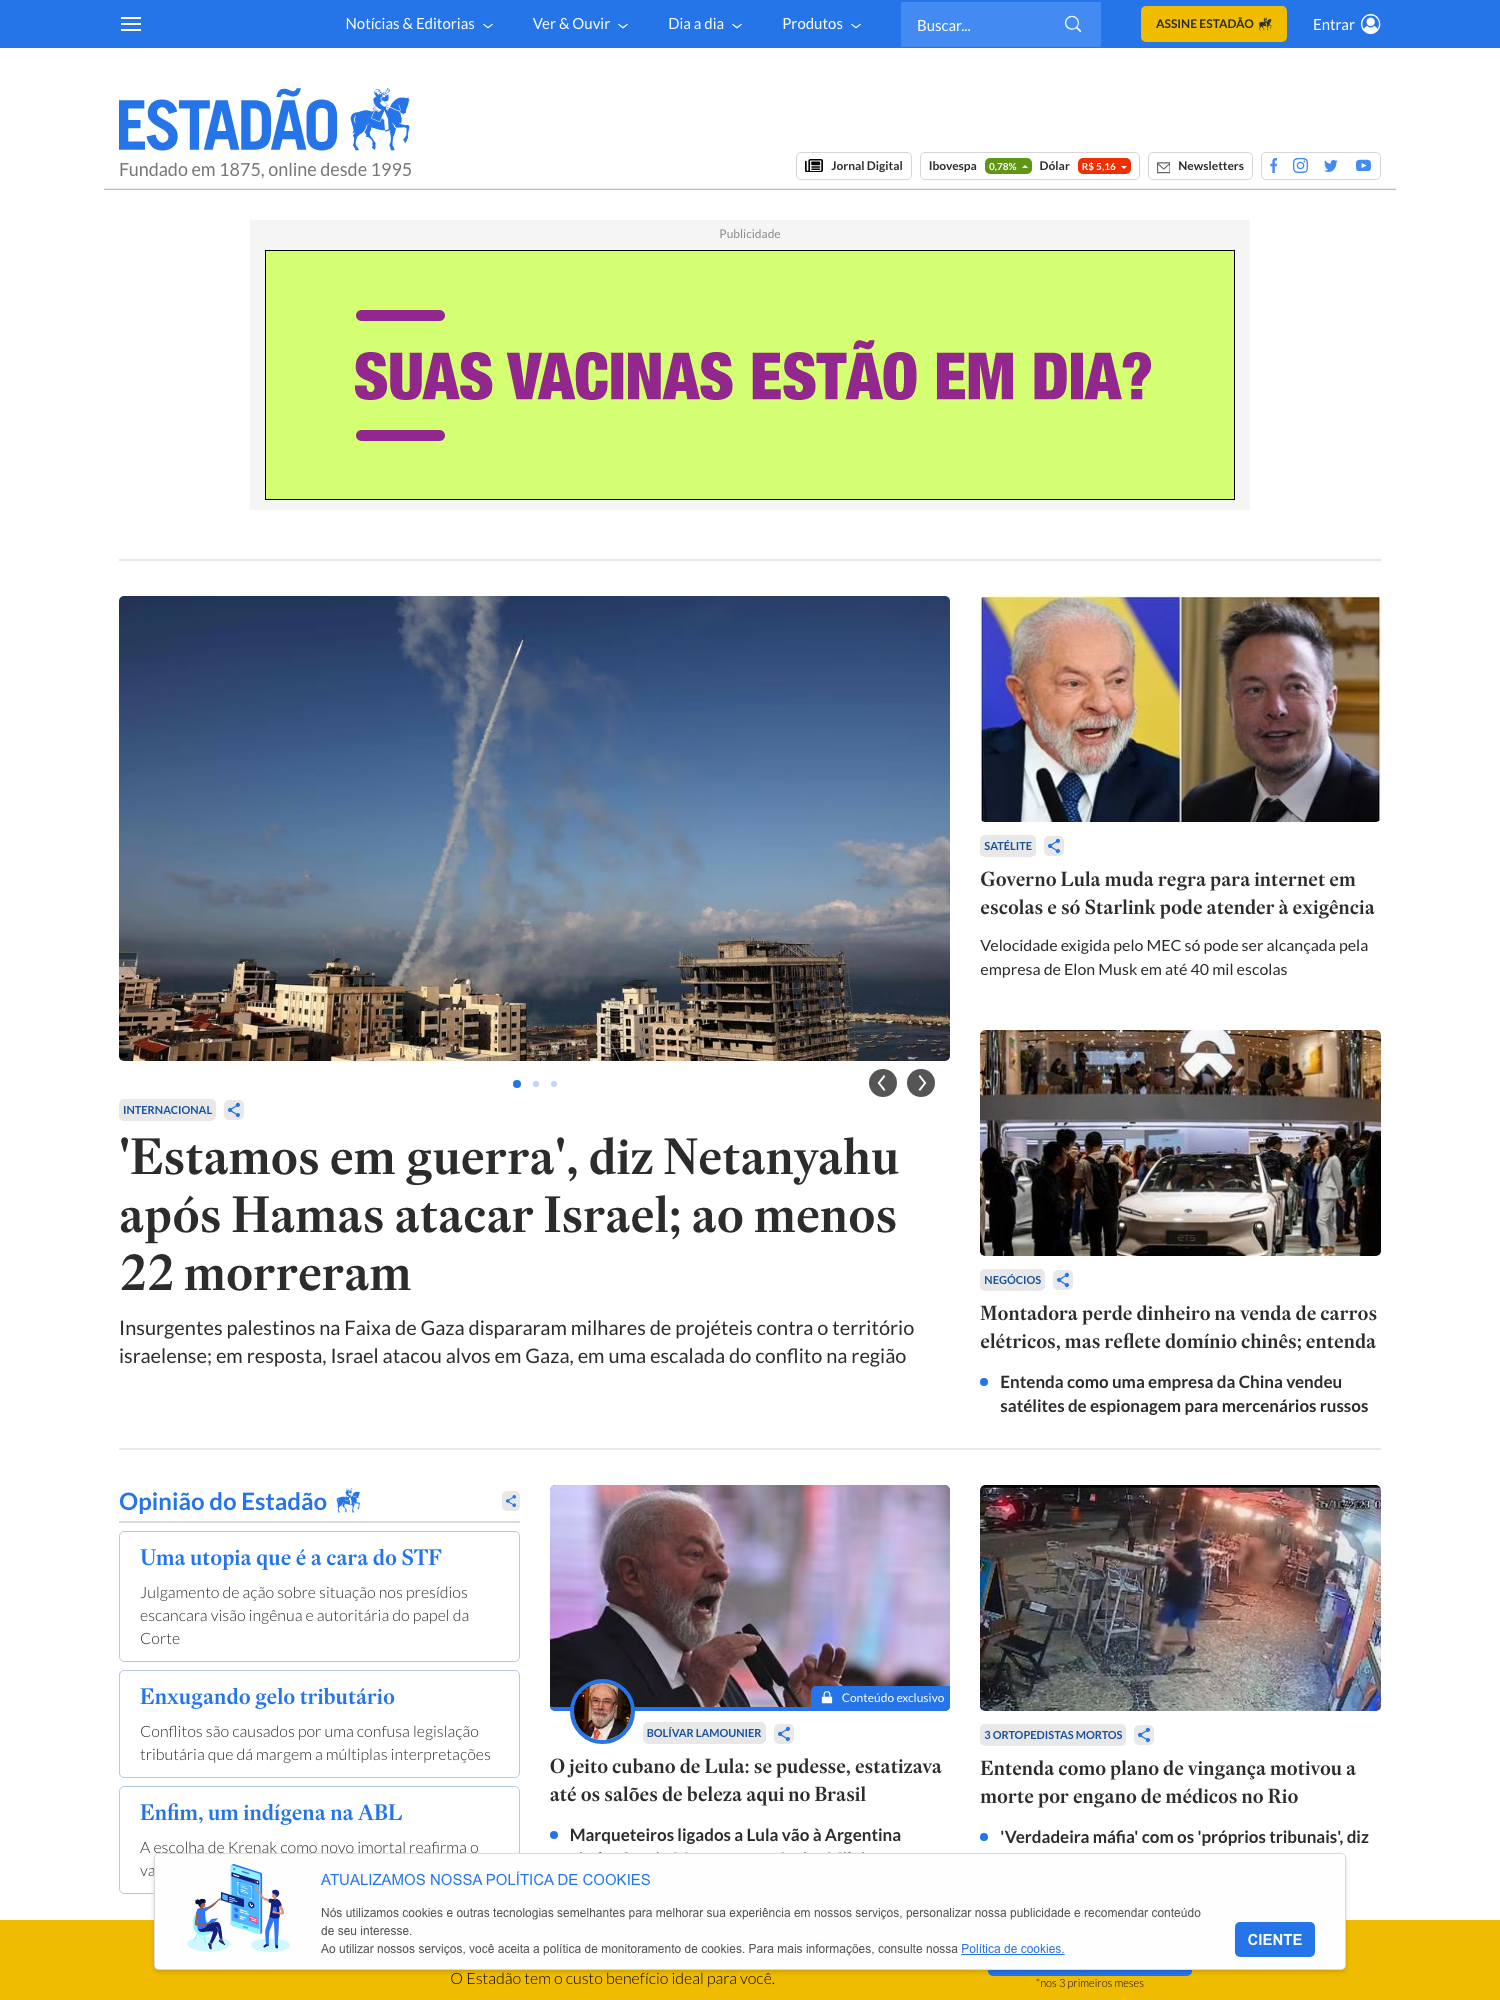 Notícias & Editorias
Ver & Ouvir
Dia a dia
Produtos
Buscar...
ASSINE ESTADÃO
Entrar
ESTADÃO
Fundado em 1875, online desde 1995
Jornal Digital
Ibovespa 0,78% Dólar R$ 5,16
Newsletters
Publicidade
SUAS VACINAS ESTÃO EM DIA?
INTERNACIONAL
'Estamos em guerra', diz Netanyahu
após Hamas atacar Israel; ao menos
22 morreram
Insurgentes palestinos na Faixa de Gaza dispararam milhares de projéteis contra o território
israelense; em resposta, Israel atacou alvos em Gaza, em uma escalada do conflito na região
SATÉLITE
Governo Lula muda regra para internet em
escolas e só Starlink pode atender à exigência
Velocidade exigida pelo MEC só pode ser alcançada pela
empresa de Elon Musk em até 40 mil escolas
NEGÓCIOS
Montadora perde dinheiro na venda de carros
elétricos, mas reflete domínio chinês; entenda
Entenda como uma empresa da China vendeu
satélites de espionagem para mercenários russos
Opinião do Estadão
Uma utopia que é a cara do STF
Julgamento de ação sobre situação nos presídios
escancara visão ingênua e autoritária do papel da
Corte
Enxugando gelo tributário
Conflitos são causados por uma confusa legislação
tributária que dá margem a múltiplas interpretações
Enfim, um indígena na ABL
A escolha de Krenak como novo imortal reafirma o
Conteúdo exclusivo
BOLÍVAR LAMOUNIER
O jeito cubano de Lula: se pudesse, estatizava
até os salões de beleza aqui no Brasil
Marqueteiros ligados a Lula vão à Argentina
3 ORTOPEDISTAS MORTOS
Entenda como plano de vingança motivou a
morte por engano de médicos no Rio
'Verdadeira máfia' com os 'próprios tribunais', diz
ATUALIZAMOS NOSSA POLÍTICA DE COOKIES
Nós utilizamos cookies e outras tecnologias semelhantes para melhorar sua experiência em nossos serviços, personalizar nossa publicidade e recomendar conteúdo
de seu interesse.
Ao utilizar nossos serviços, você aceita a política de monitoramento de cookies. Para mais informações, consulte nossa Política de cookies.
CIENTE
O Estadão tem o custo benefício ideal para você.
*nos 3 primeiros meses